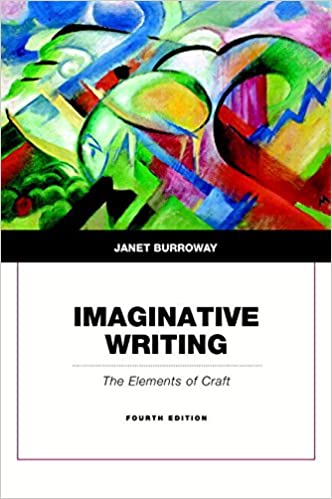 JANET BURROWAY
IMAGINATIVE
WRITING
The Elements of Craft
FOURTH EDITION